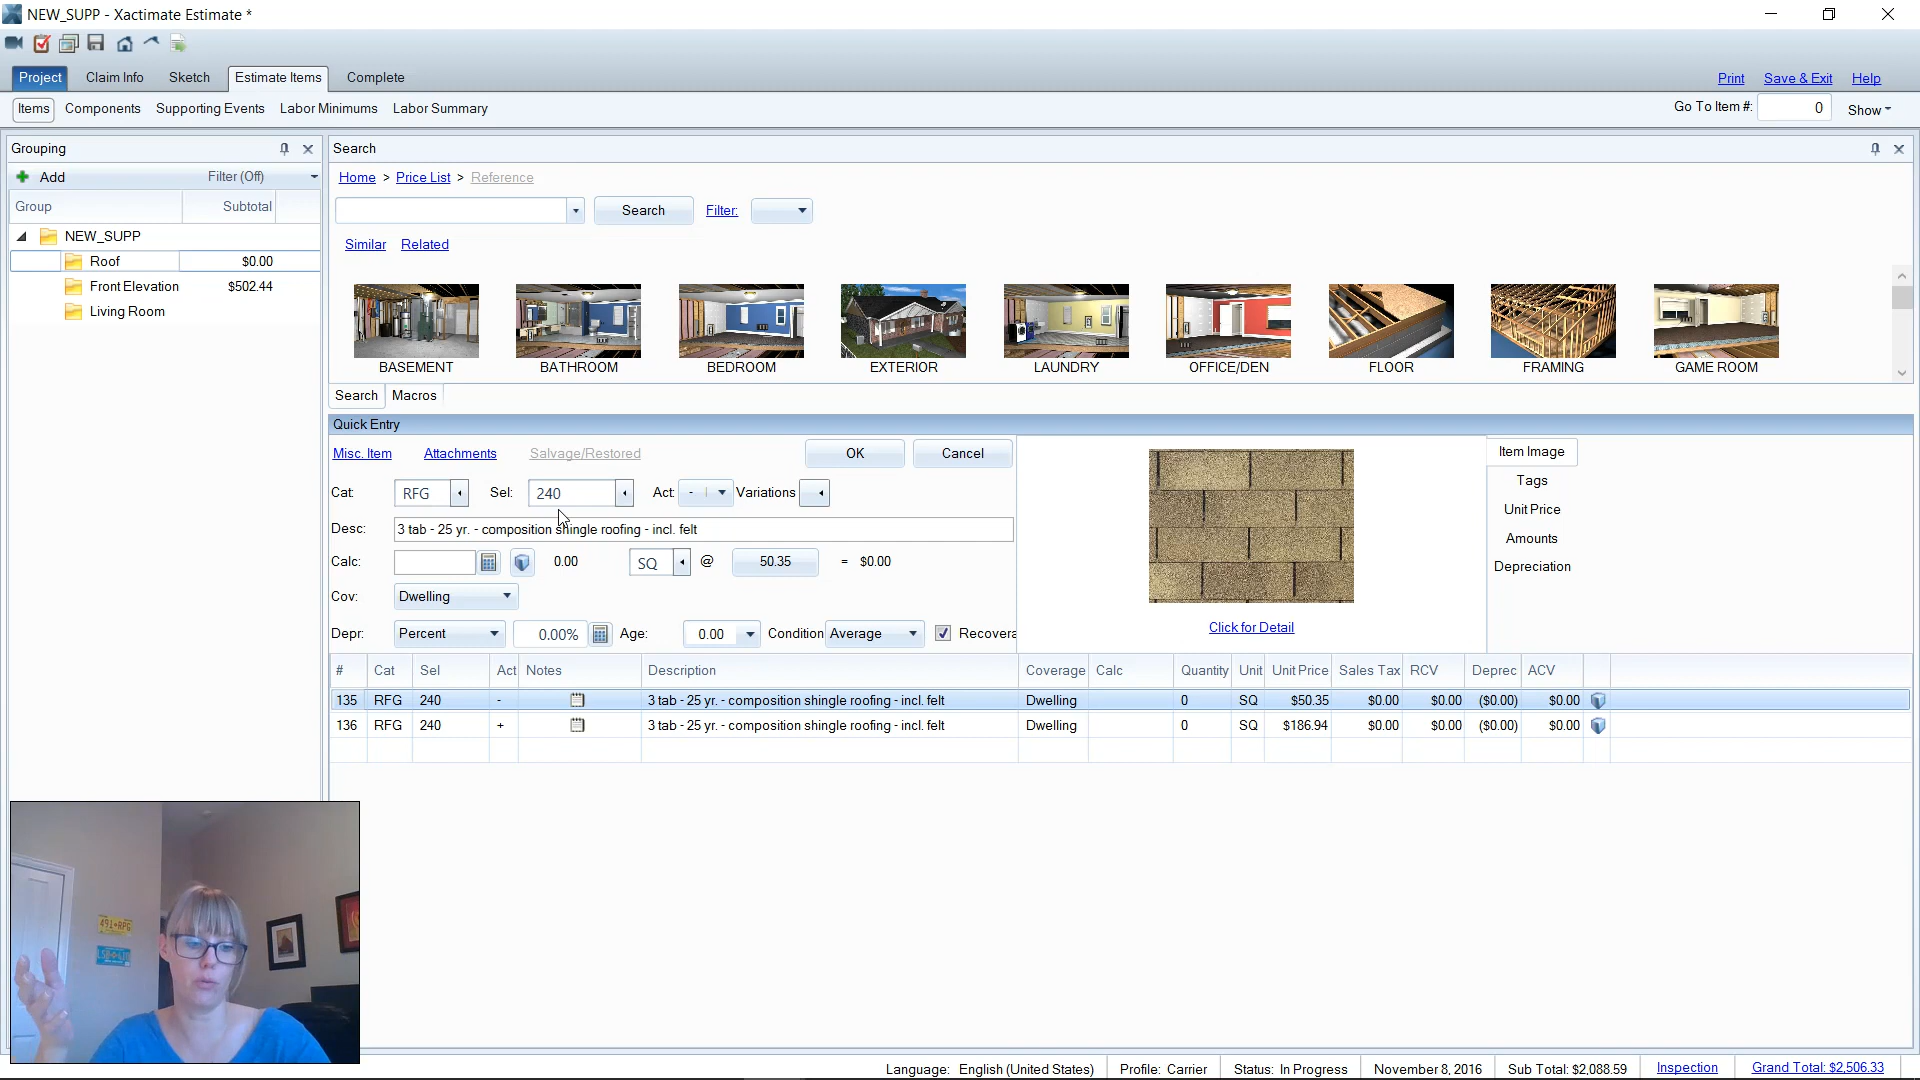 NEW_SUPP - Xactimate Estimate *
Project Claim Info Sketch Estimate Items Complete
Print Save & Exit Help
Items Components Supporting Events Labor Minimums Labor Summary
Go To Item #: 0 Show
Grouping
Add Filter (Off)
Group Subtotal
NEW_SUPP
Roof $0.00
Front Elevation $502.44
Living Room
Search
Home > Price List > Reference
Search Filter:
Similar Related
BASEMENT BATHROOM BEDROOM EXTERIOR LAUNDRY OFFICE/DEN FLOOR FRAMING GAME ROOM
Search Macros
Quick Entry
Misc. Item Attachments Salvage/Restored OK Cancel
Cat: RFG Sel: 240 Act: - Variations
Desc: 3 tab - 25 yr. - composition shingle roofing - incl. felt
Calc: 0.00 SQ @ 50.35 = $0.00
Cov: Dwelling
Depr: Percent 0.00% Age: 0.00 Condition Average Recovera
Click for Detail
Item Image
Tags
Unit Price
Amounts
Depreciation
# Cat Sel Act Notes Description Coverage Calc Quantity Unit Unit Price Sales Tax RCV Deprec ACV
135 RFG 240 - 3 tab - 25 yr. - composition shingle roofing - incl. felt Dwelling 0 SQ $50.35 $0.00 $0.00 ($0.00) $0.00
136 RFG 240 + 3 tab - 25 yr. - composition shingle roofing - incl. felt Dwelling 0 SQ $186.94 $0.00 $0.00 ($0.00) $0.00
Language: English (United States) Profile: Carrier Status: In Progress November 8, 2016 Sub Total: $2,088.59 Inspection Grand Total: $2,506.33